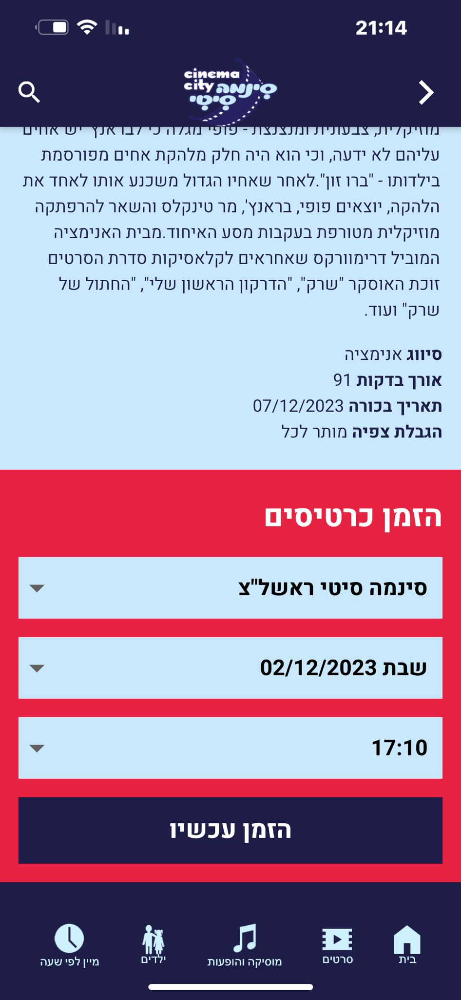 21:14
cinema
city סינמה
סיטי
מוזיקלית, צבעונית ומנצנצת - פופי מגלה כי לבראנץ' יש אחים
עליהם לא ידעה, וכי הוא היה חלק מלהקת אחים מפורסמת
בילדותו - "ברו זון".לאחר שאחיו הגדול משכנע אותו לאחד את
הלהקה, יוצאים פופי, בראנץ', מר טינקלס והשאר להרפתקה
מוזיקלית מטורפת בעקבות מסע האיחוד.מבית האנימציה
המוביל דרימוורקס שאחראים לקלאסיקות סדרת הסרטים
זוכת האוסקר "שרק", "הדרקון הראשון שלי", "החתול של
שרק" ועוד.
סיווג אנימציה
אורך בדקות 91
תאריך בכורה 07/12/2023
הגבלת צפיה מותר לכל
הזמן כרטיסים
סינמה סיטי ראשל"צ
שבת 02/12/2023
17:10
הזמן עכשיו
בית
סרטים
מוסיקה והופעות
ילדים
מיין לפי שעה